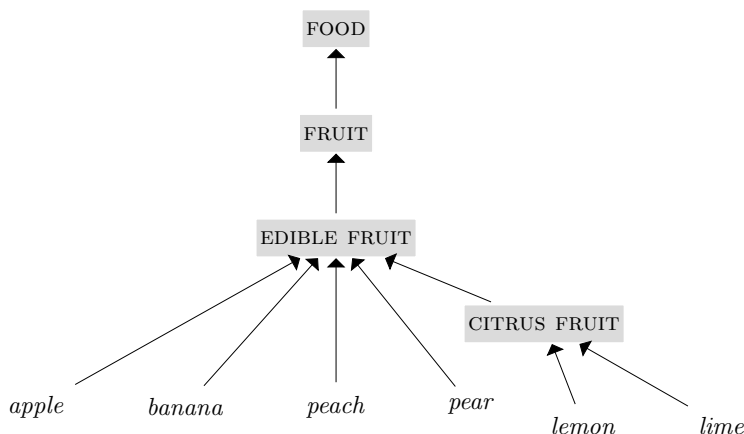 FOOD
FRUIT
EDIBLE FRUIT
CITRUS FRUIT
apple
banana
peach
pear
lemon
lime